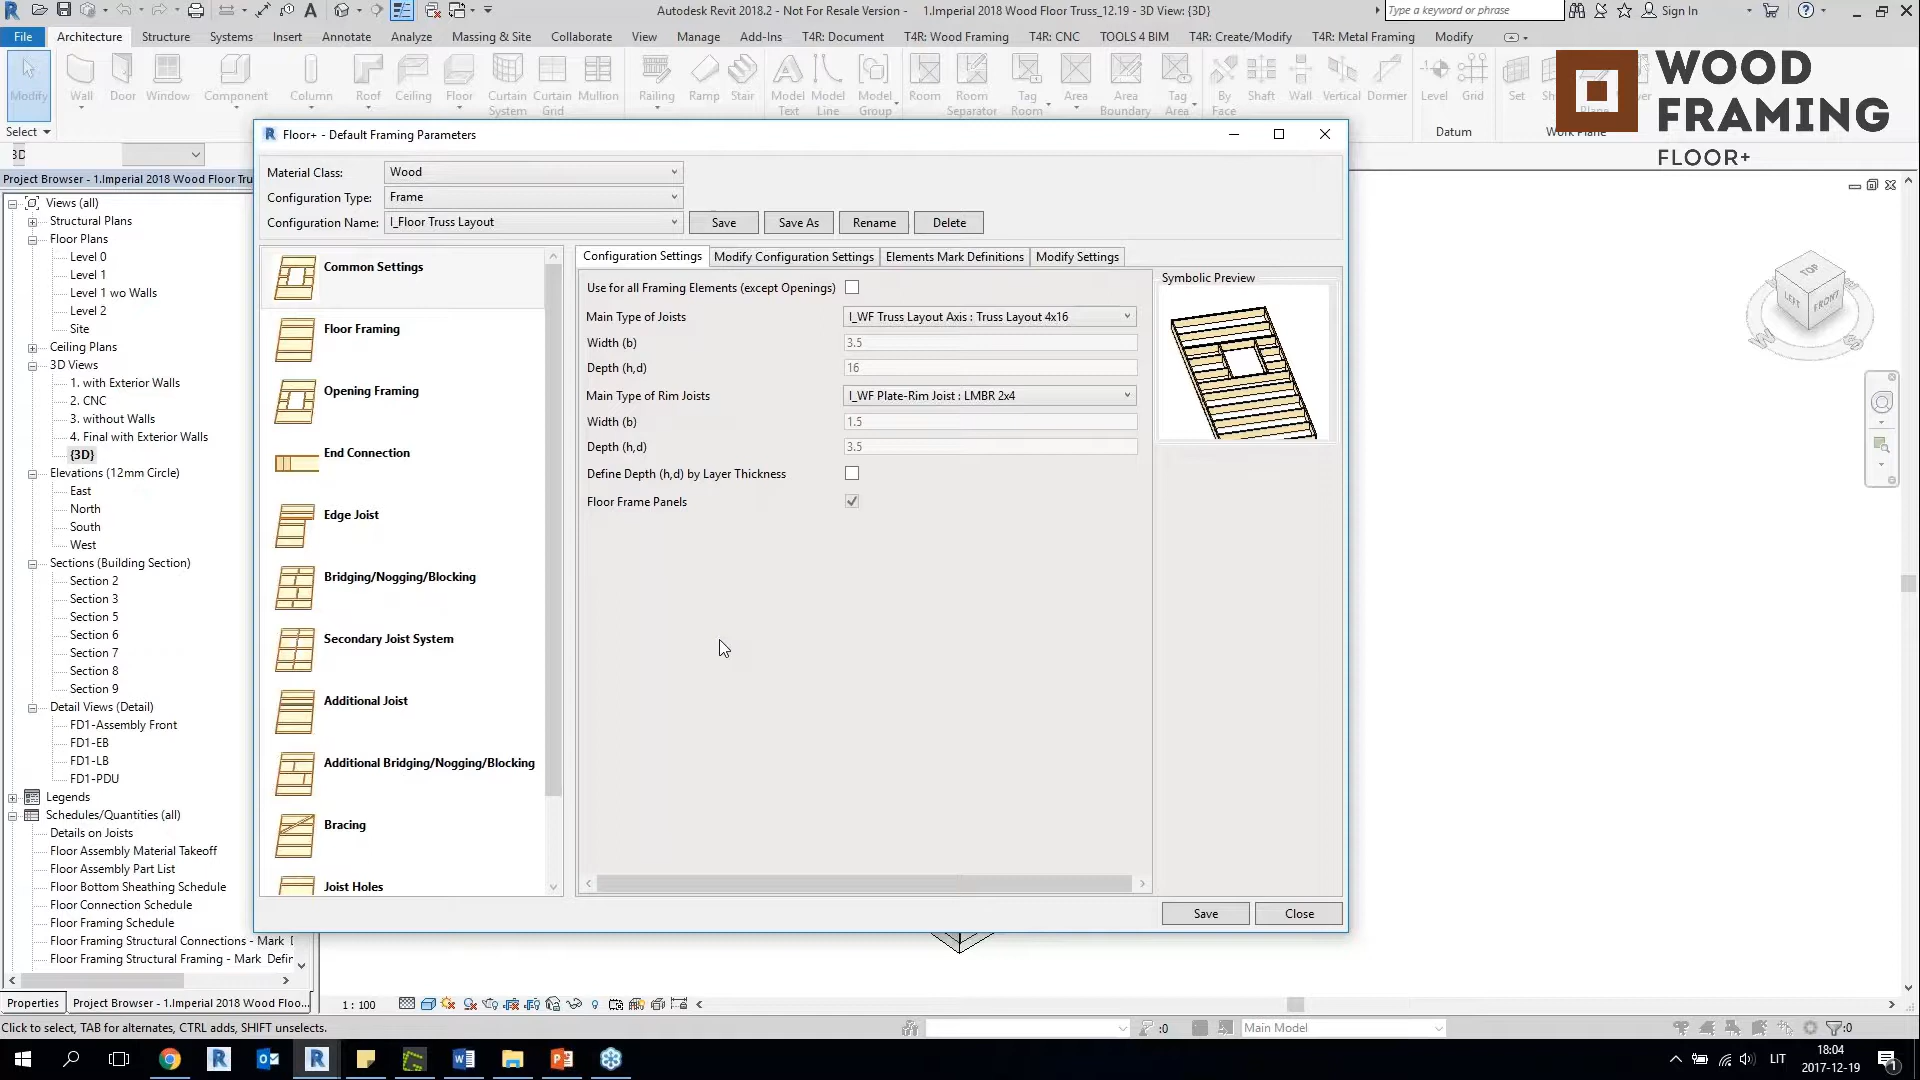 Autodesk Revit 2018.2 - Not For Resale Version - 1.Imperial 2018 Wood Floor Truss_12.19 - 3D View: {3D}
Type a keyword or phrase
Sign In
File Architecture Structure Systems Insert Annotate Analyze Massing & Site Collaborate View Manage Add-Ins T4R: Document T4R: Wood Framing T4R: CNC TOOLS 4 BIM T4R: Create/Modify T4R: Metal Framing Modify
Modify Wall Door Window Component Column Roof Ceiling Floor Curtain System Curtain Grid Mullion Railing Ramp Stair Model Text Model Line Model Group Room Room Separator Tag Room Area Area Boundary Tag Area By Face Shaft Wall Vertical Dormer Level Grid Set
Select
Datum
WOOD
FRAMING
FLOOR+
3D
Project Browser - 1.Imperial 2018 Wood Floor Tru
Views (all)
Structural Plans
Floor Plans
Level 0
Level 1
Level 1 wo Walls
Level 2
Site
Ceiling Plans
3D Views
1. with Exterior Walls
2. CNC
3. without Walls
4. Final with Exterior Walls
{3D}
Elevations (12mm Circle)
East
North
South
West
Sections (Building Section)
Section 2
Section 3
Section 5
Section 6
Section 7
Section 8
Section 9
Detail Views (Detail)
FD1-Assembly Front
FD1-EB
FD1-LB
FD1-PDU
Legends
Schedules/Quantities (all)
Details on Joists
Floor Assembly Material Takeoff
Floor Assembly Part List
Floor Bottom Sheathing Schedule
Floor Connection Schedule
Floor Framing Schedule
Floor Framing Structural Connections - Mark D
Floor Framing Structural Framing - Mark Defin
Properties
Project Browser - 1.Imperial 2018 Wood Floo...
Floor+ - Default Framing Parameters
Material Class: Wood
Configuration Type: Frame
Configuration Name: I_Floor Truss Layout Save Save As Rename Delete
Common Settings
Floor Framing
Opening Framing
End Connection
Edge Joist
Bridging/Nogging/Blocking
Secondary Joist System
Additional Joist
Additional Bridging/Nogging/Blocking
Bracing
Joist Holes
Configuration Settings Modify Configuration Settings Elements Mark Definitions Modify Settings
Use for all Framing Elements (except Openings)
Main Type of Joists I_WF Truss Layout Axis : Truss Layout 4x16
Width (b) 3.5
Depth (h,d) 16
Main Type of Rim Joists I_WF Plate-Rim Joist : LMBR 2x4
Width (b) 1.5
Depth (h,d) 3.5
Define Depth (h,d) by Layer Thickness
Floor Frame Panels
Symbolic Preview
Save Close
TOP
LEFT
FRONT
1 : 100
Click to select, TAB for alternates, CTRL adds, SHIFT unselects.
:0
Main Model
:0
LIT
18:04
2017-12-19
1